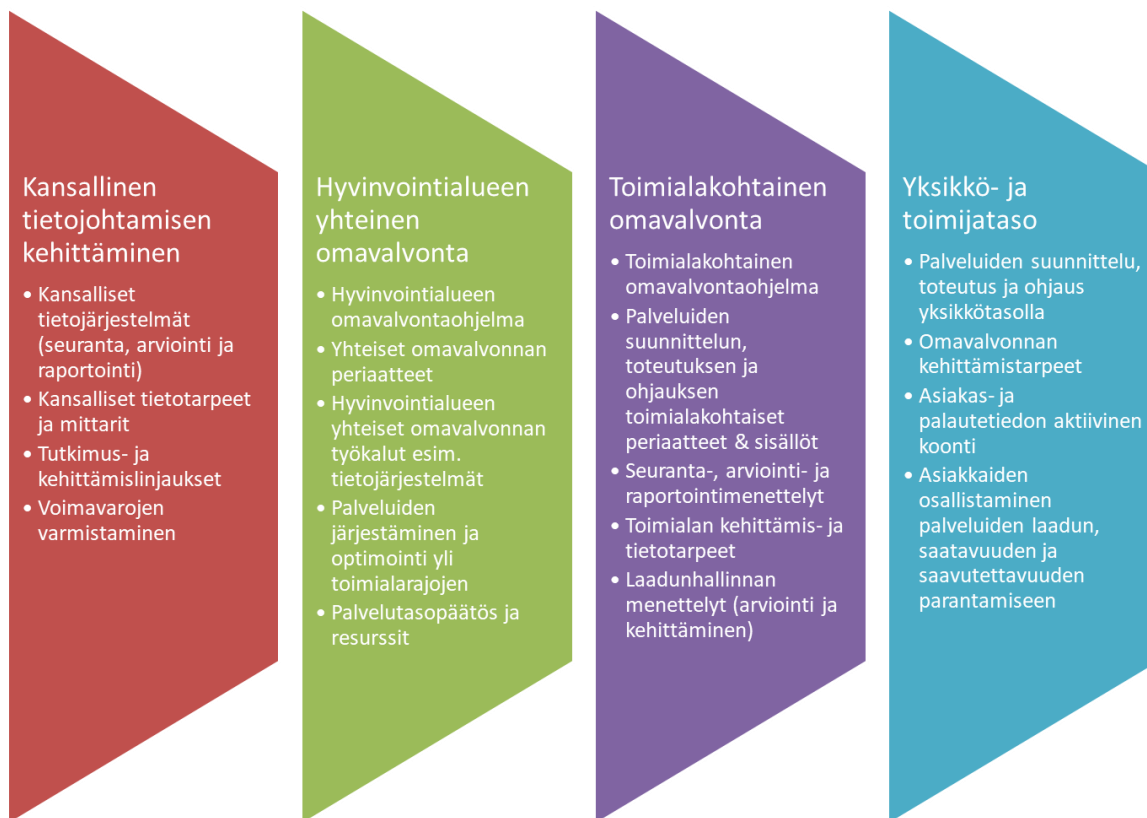 Kansallinen
tietojohtamisen
kehittäminen
• Kansalliset
tietojärjestelmät
(seuranta, arviointi ja
raportointi)
• Kansalliset tietotarpeet
ja mittarit
• Tutkimus- ja
kehittämislinjaukset
• Voimavarojen
varmistaminen
Hyvinvointialueen
yhteinen
omavalvonta
• Hyvinvointialueen
omavalvontaohjelma
• Yhteiset omavalvonnan
periaatteet
• Hyvinvointialueen
yhteiset omavalvonnan
työkalut esim.
tietojärjestelmät
• Palveluiden
järjestäminen ja
optimointi yli
toimialarajojen
• Palvelutasopäätös ja
resurssit
Toimialakohtainen
omavalvonta
• Toimialakohtainen
omavalvontaohjelma
• Palveluiden
suunnittelun,
toteutuksen ja
ohjauksen
toimialakohtaiset
periaatteet & sisällöt
• Seuranta-, arviointi- ja
raportointimenettelyt
• Toimialan kehittämis- ja
tietotarpeet
• Laadunhallinnan
menettelyt (arviointi ja
kehittäminen)
Yksikkö- ja
toimijataso
• Palveluiden suunnittelu,
toteutus ja ohjaus
yksikkötasolla
• Omavalvonnan
kehittämistarpeet
• Asiakas- ja
palautetiedon aktiivinen
koonti
• Asiakkaiden
osallistaminen
palveluiden laadun,
saatavuuden ja
saavutettavuuden
parantamiseen